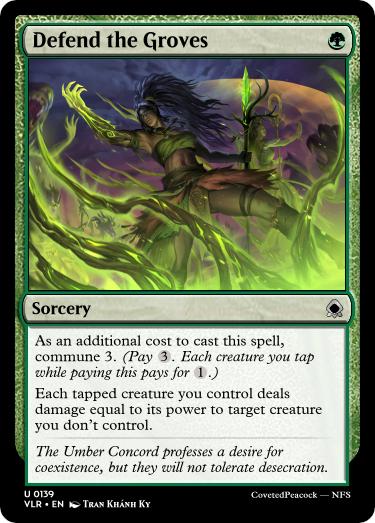 Defend the Groves
Sorcery
As an additional cost to cast this spell,
commune 3. (Pay 3. Each creature you tap
while paying this pays for 1.)
Each tapped creature you control deals
damage equal to its power to target creature
you don't control.
The Umber Concord professes a desire for
coexistence, but they will not tolerate desecration.
U 0139
VLR • EN Tran Khánh Ky
CovetedPeacock — NFS